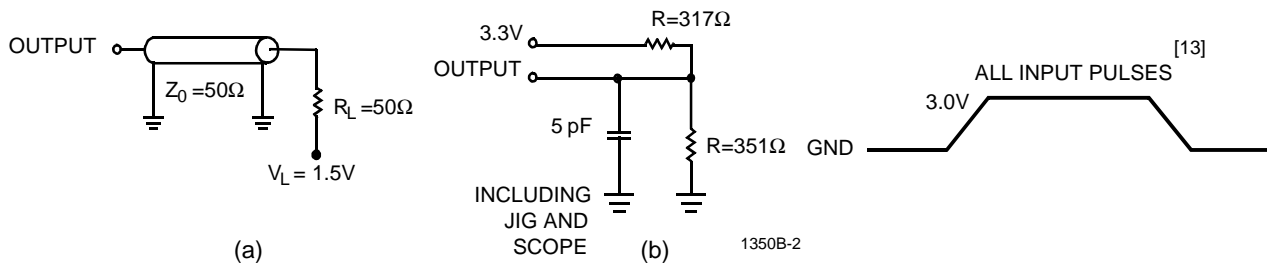 OUTPUT
Z0 =50Ω
RL =50Ω
VL = 1.5V
(a)
R=317Ω
3.3V
OUTPUT
5 pF
R=351Ω
INCLUDING
JIG AND
SCOPE
(b)
1350B-2
[13]
ALL INPUT PULSES
3.0V
GND